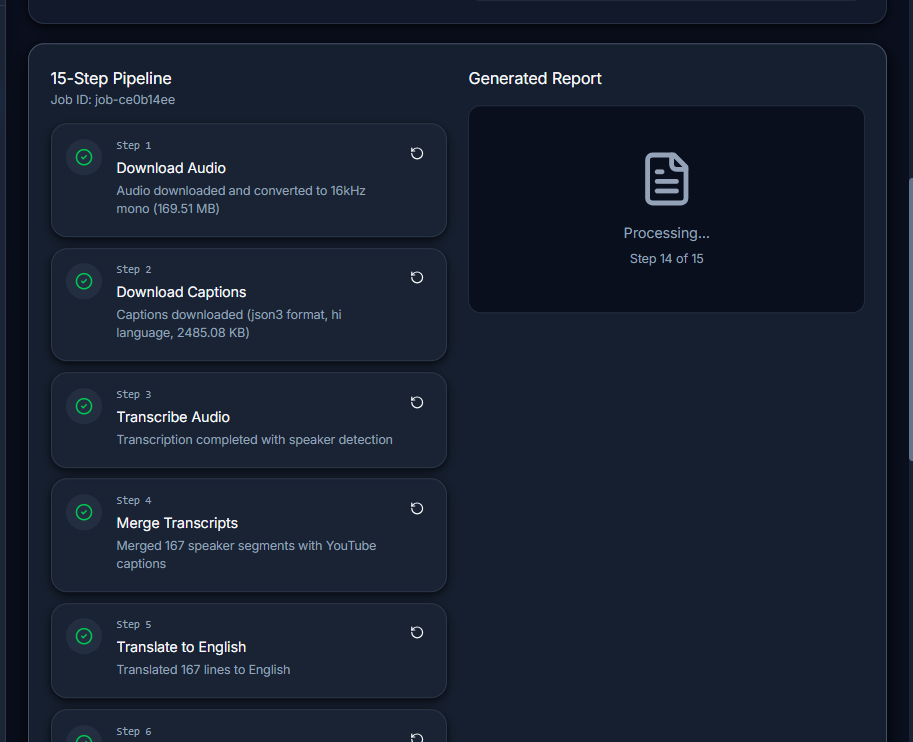 15-Step Pipeline
Job ID: job-ce0b14ee
Step 1
Download Audio
Audio downloaded and converted to 16kHz
mono (169.51 MB)
Step 2
Download Captions
Captions downloaded (json3 format, hi
language, 2485.08 KB)
Step 3
Transcribe Audio
Transcription completed with speaker detection
Step 4
Merge Transcripts
Merged 167 speaker segments with YouTube
captions
Step 5
Translate to English
Translated 167 lines to English
Step 6
Generated Report
Processing...
Step 14 of 15